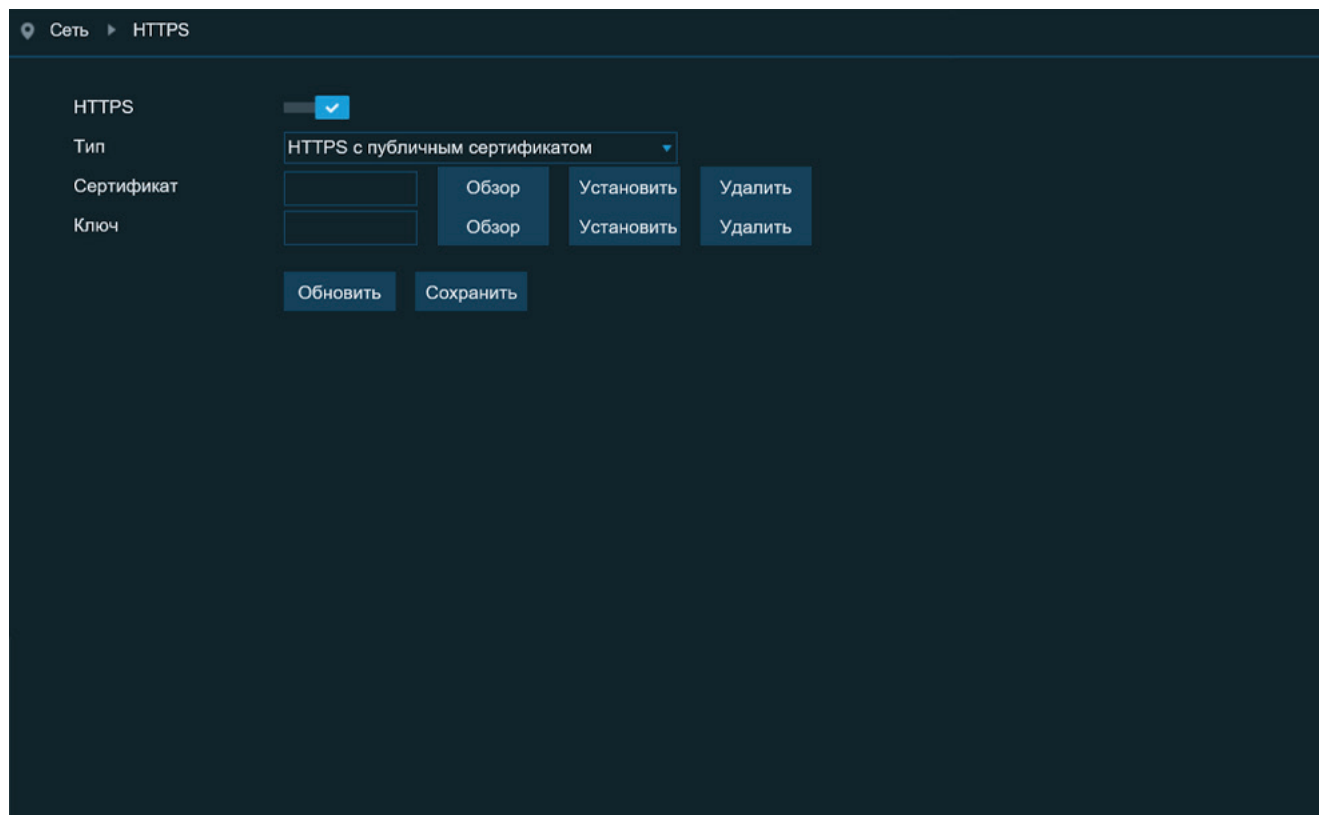 Сеть HTTPS
HTTPS
Тип HTTPS с публичным сертификатом
Сертификат Обзор Установить Удалить
Ключ Обзор Установить Удалить
Обновить Сохранить